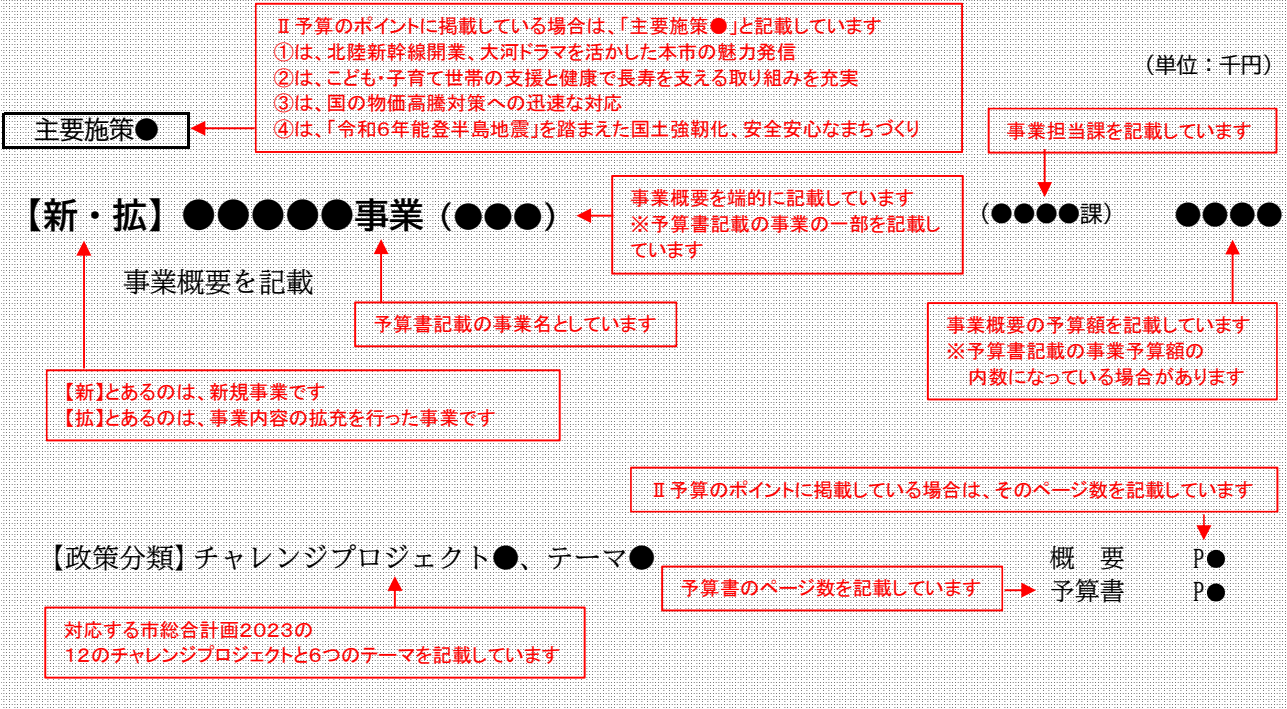 Ⅱ予算のポイントに掲載している場合は、「主要施策●」と記載しています
①は、北陸新幹線開業、大河ドラマを活かした本市の魅力発信
②は、こども・子育て世帯の支援と健康で長寿を支える取り組みを充実
③は、国の物価高騰対策への迅速な対応
④は、「令和6年能登半島地震」を踏まえた国土強靭化、安全安心なまちづくり
（単位：千円）
主要施策●
事業担当課を記載しています
【新・拡】●●●●●事業（●●●）
事業概要を端的に記載しています
※予算書記載の事業の一部を記載し
ています
（●●●●課）
●●●●
事業概要を記載
予算書記載の事業名としています
事業概要の予算額を記載しています
※予算書記載の事業予算額の
内数になっている場合があります
【新】とあるのは、新規事業です
【拡】とあるのは、事業内容の拡充を行った事業です
Ⅱ予算のポイントに掲載している場合は、そのページ数を記載しています
【政策分類】チャレンジプロジェクト●、テーマ●
概　要　P●
予算書のページ数を記載しています
予算書　P●
対応する市総合計画2023の
12のチャレンジプロジェクトと6つのテーマを記載しています